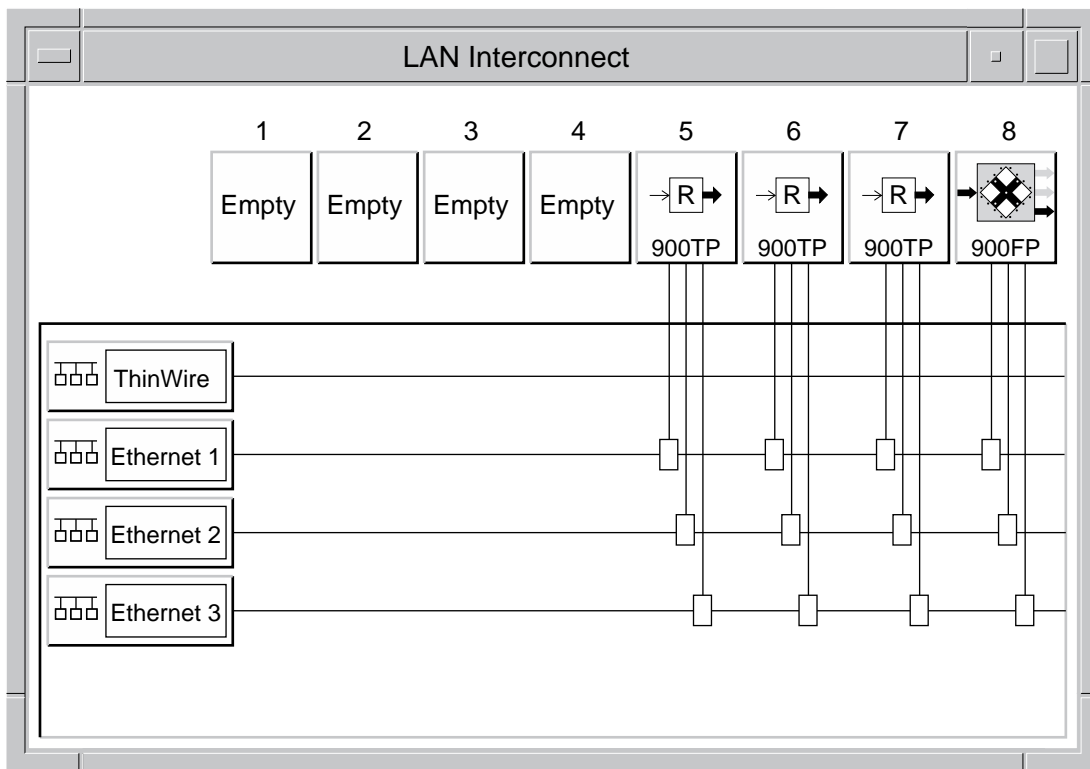 LAN Interconnect
1 2 3 4 5 6 7 8
Empty Empty Empty Empty R R R
900TP 900TP 900TP 900FP
ThinWire
Ethernet 1
Ethernet 2
Ethernet 3